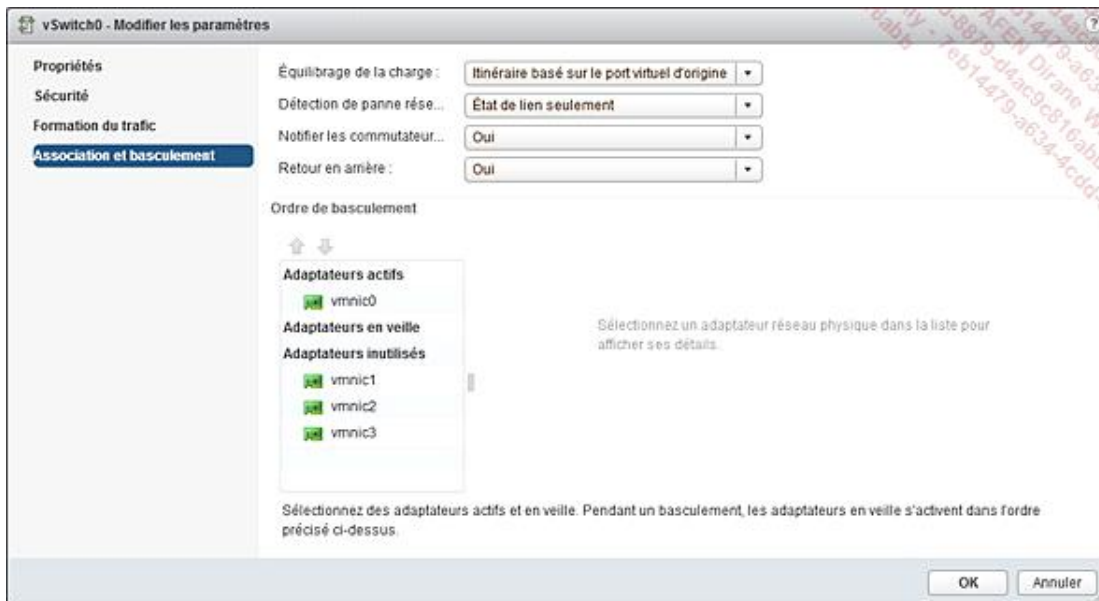 vSwitch0 - Modifier les paramètres
?
Propriétés
Sécurité
Formation du trafic
Association et basculement
Équilibrage de la charge :
Itinéraire basé sur le port virtuel d'origine
Détection de panne rése...
État de lien seulement
Notifier les commutateur...
Oui
Retour en arrière :
Oui
Ordre de basculement
Adaptateurs actifs
vmnic0
Adaptateurs en veille
Adaptateurs inutilisés
vmnic1
vmnic2
vmnic3
Sélectionnez un adaptateur réseau physique dans la liste pour
afficher ses détails.
Sélectionnez des adaptateurs actifs et en veille. Pendant un basculement, les adaptateurs en veille s'activent dans l'ordre
précisé ci-dessus.
OK
Annuler